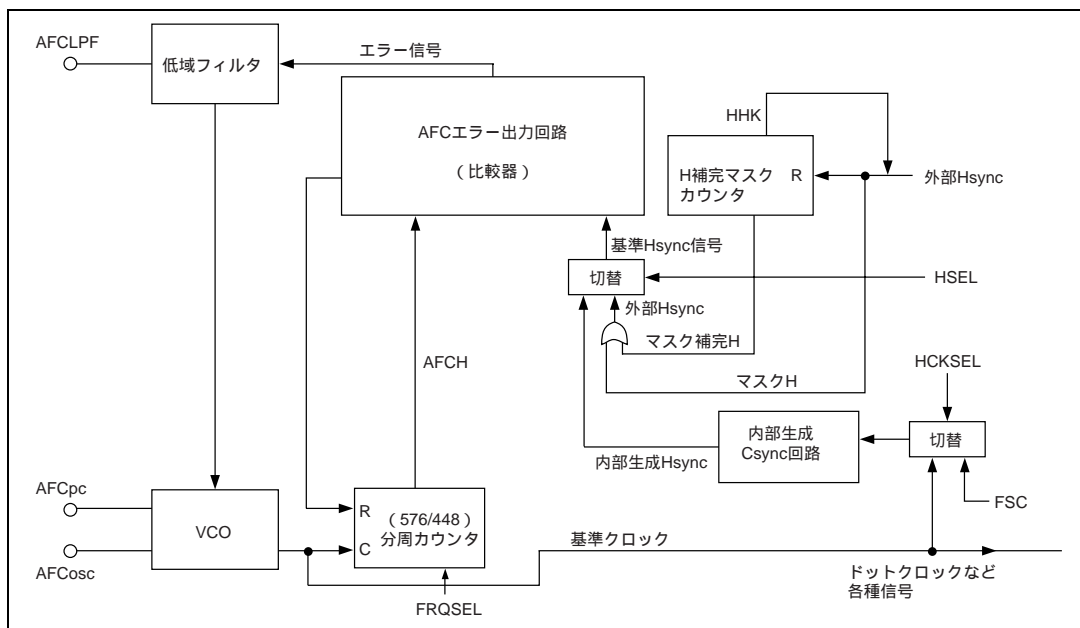 AFCLPF
低域フィルタ
エラー信号
AFCエラー出力回路
（比較器）
HHK
H補完マスク
カウンタ
R
外部Hsync
基準Hsync信号
切替
HSEL
外部Hsync
マスク補完H
AFCH
マスクH
HCKSEL
内部生成
Csync回路
切替
内部生成Hsync
FSC
AFCpc
VCO
AFCosc
R
（576/448）
分周カウンタ
C
基準クロック
FRQSEL
ドットクロックなど
各種信号